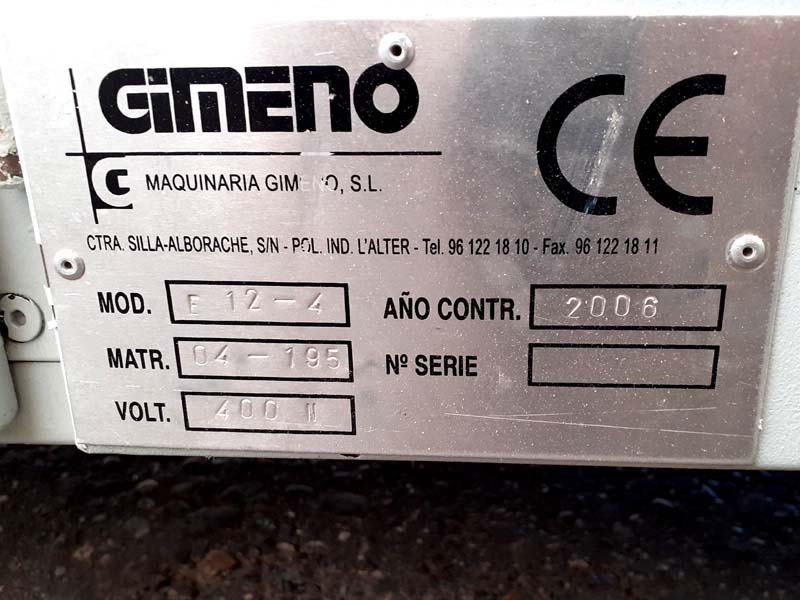 GIMENO
CE
G MAQUINARIA GIMENO, S.L.
CTRA. SILLA-ALBORACHE, S/N - POL. IND. L'ALTER - Tel. 96 122 18 10 - Fax. 96 122 18 11
MOD. E 12-4 AÑO CONTR. 2006
MATR. 04-195 Nº SERIE
VOLT. 400 N